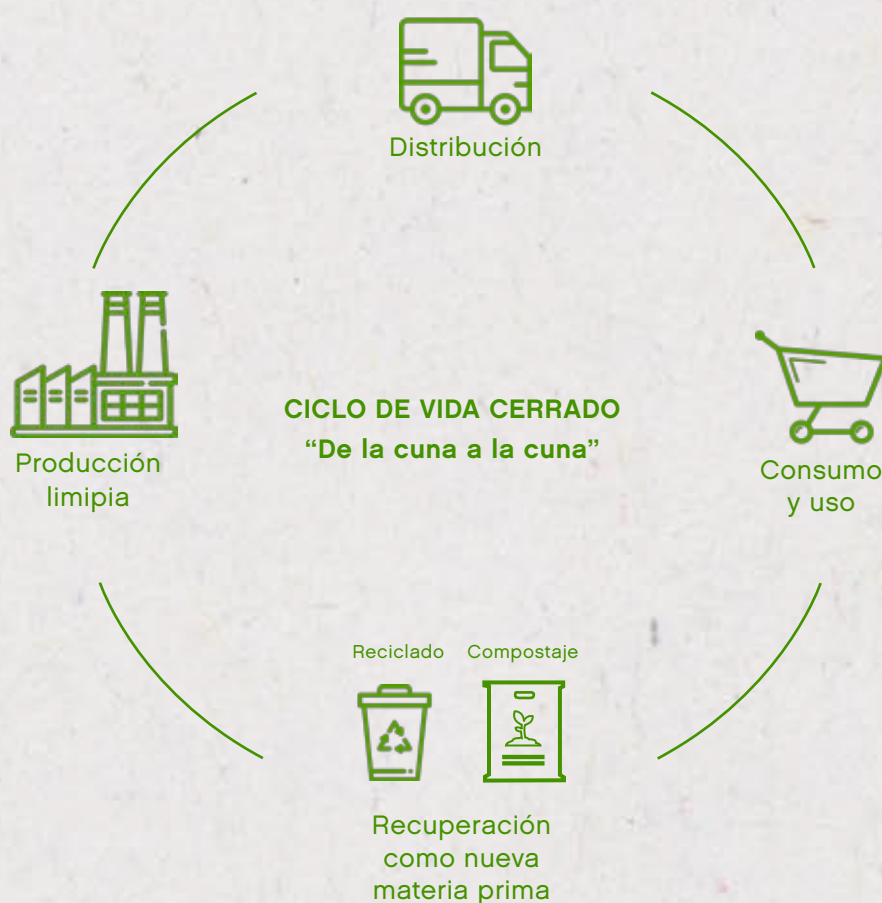 Distribución
CICLO DE VIDA CERRADO
“De la cuna a la cuna”
Producción
limipia
Consumo
y uso
Reciclado Compostaje
Recuperación
como nueva
materia prima